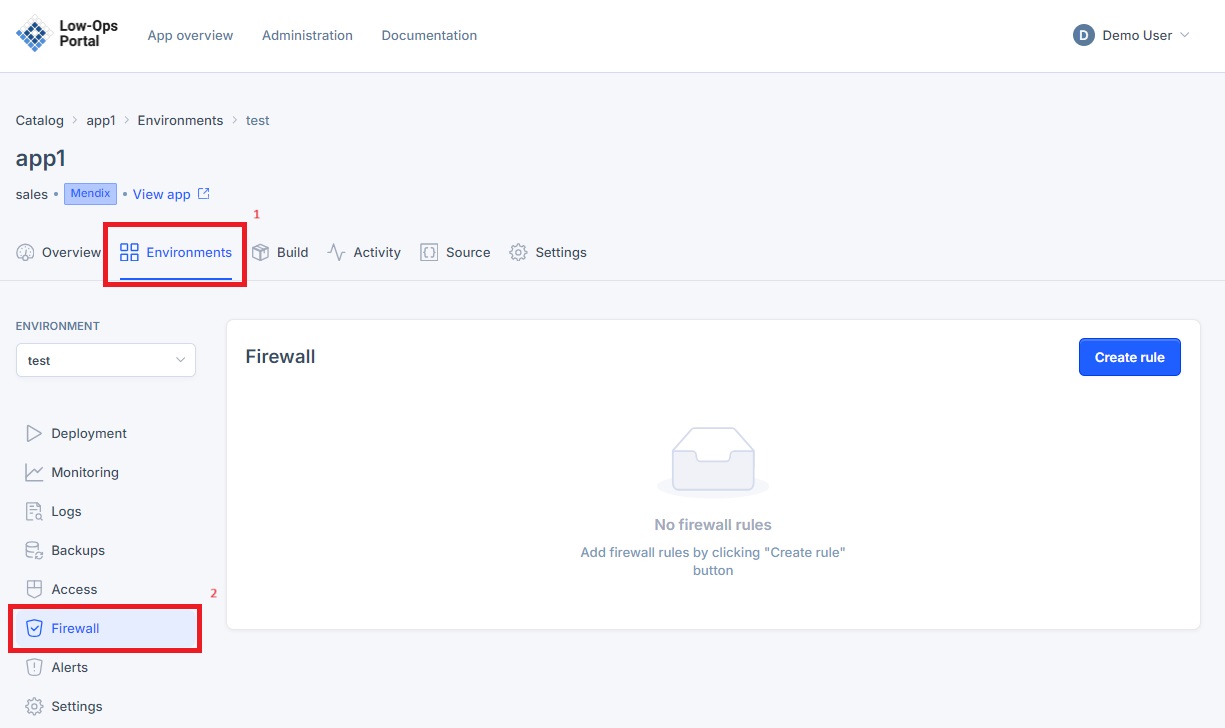 Low-Ops
Portal
App overview
Administration
Documentation
D
Demo User
Catalog > app1 > Environments > test
app1
sales • Mendix • View app
1
Overview
Environments
Build
Activity
Source
Settings
ENVIRONMENT
test
Firewall
Create rule
Deployment
Monitoring
Logs
Backups
Access
2
Firewall
Alerts
Settings
No firewall rules
Add firewall rules by clicking "Create rule"
button